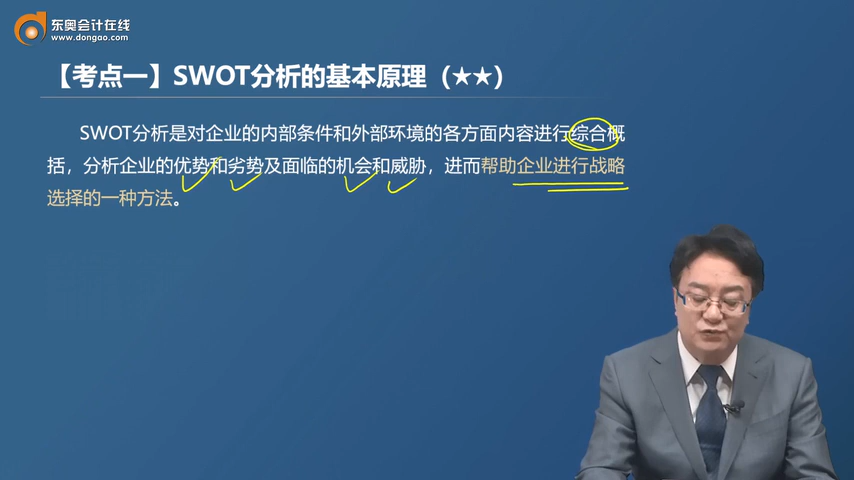 东奥会计在线
www.dongao.com
【考点一】SWOT分析的基本原理（★★）
SWOT分析是对企业的内部条件和外部环境的各方面内容进行综合概
括，分析企业的优势和劣势及面临的机会和威胁，进而帮助企业进行战略
选择的一种方法。